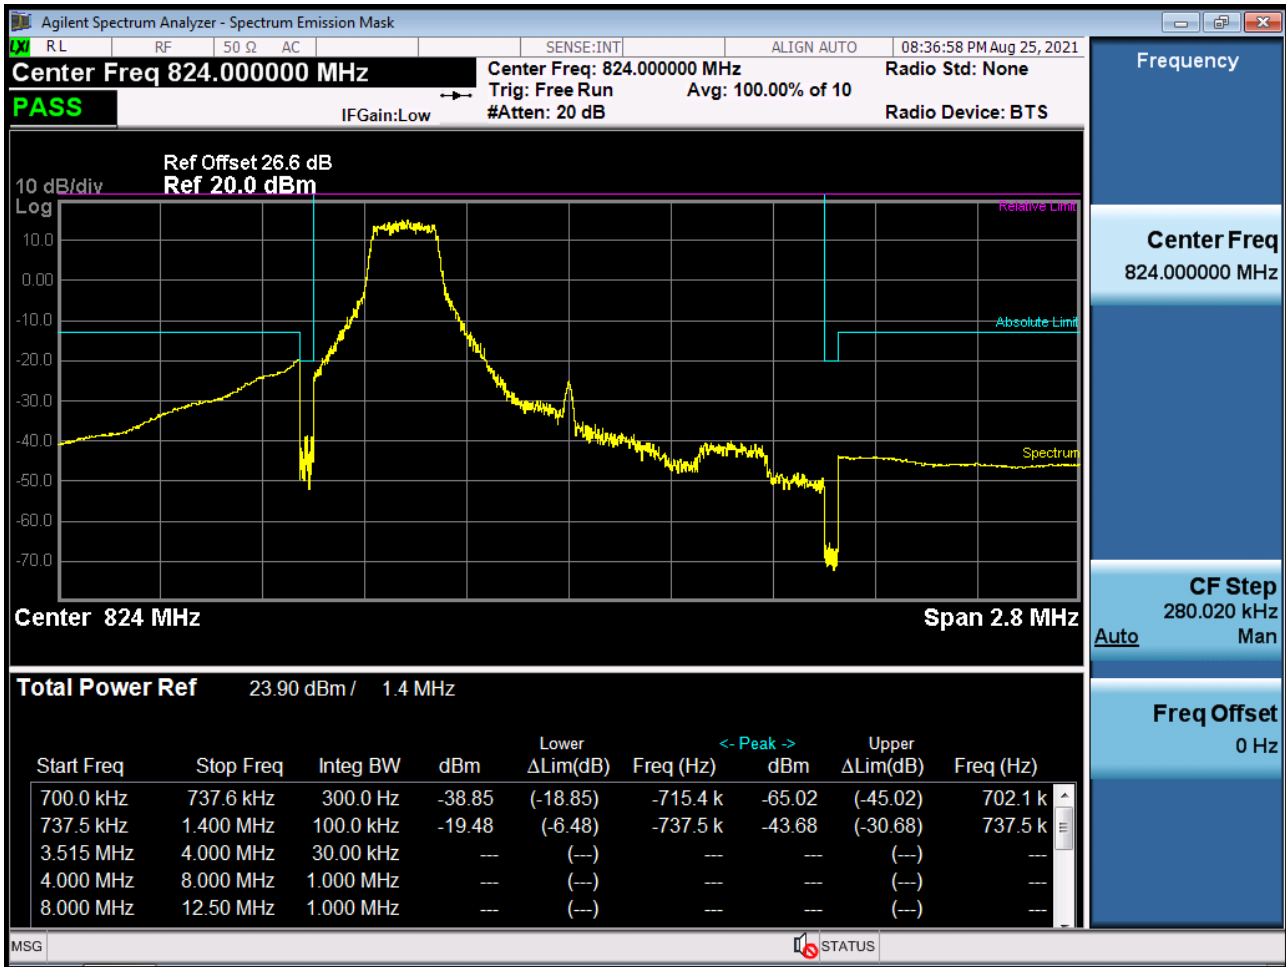 Agilent Spectrum Analyzer - Spectrum Emission Mask
LXI RL RF 50 Ω AC SENSE:INT ALIGN AUTO 08:36:58 PM Aug 25, 2021
Center Freq 824.000000 MHz
PASS
IFGain:Low
Center Freq: 824.000000 MHz
Trig: Free Run Avg: 100.00% of 10
#Atten: 20 dB
Radio Std: None
Radio Device: BTS
Ref Offset 26.6 dB
10 dB/div Ref 20.0 dBm
Log
Relative Limit
10.0
0.00
-10.0
Absolute Limit
-20.0
-30.0
-40.0
Spectrum
-50.0
-60.0
-70.0
Center 824 MHz Span 2.8 MHz
Total Power Ref 23.90 dBm / 1.4 MHz
Lower <- Peak -> Upper
Start Freq Stop Freq Integ BW dBm ΔLim(dB) Freq (Hz) dBm ΔLim(dB) Freq (Hz)
700.0 kHz 737.6 kHz 300.0 Hz -38.85 (-18.85) -715.4 k -65.02 (-45.02) 702.1 k
737.5 kHz 1.400 MHz 100.0 kHz -19.48 (-6.48) -737.5 k -43.68 (-30.68) 737.5 k
3.515 MHz 4.000 MHz 30.00 kHz --- (---) --- --- (---) ---
4.000 MHz 8.000 MHz 1.000 MHz --- (---) --- --- (---) ---
8.000 MHz 12.50 MHz 1.000 MHz --- (---) --- --- (---) ---
MSG STATUS
Frequency
Center Freq
824.000000 MHz
CF Step
280.020 kHz
Auto Man
Freq Offset
0 Hz